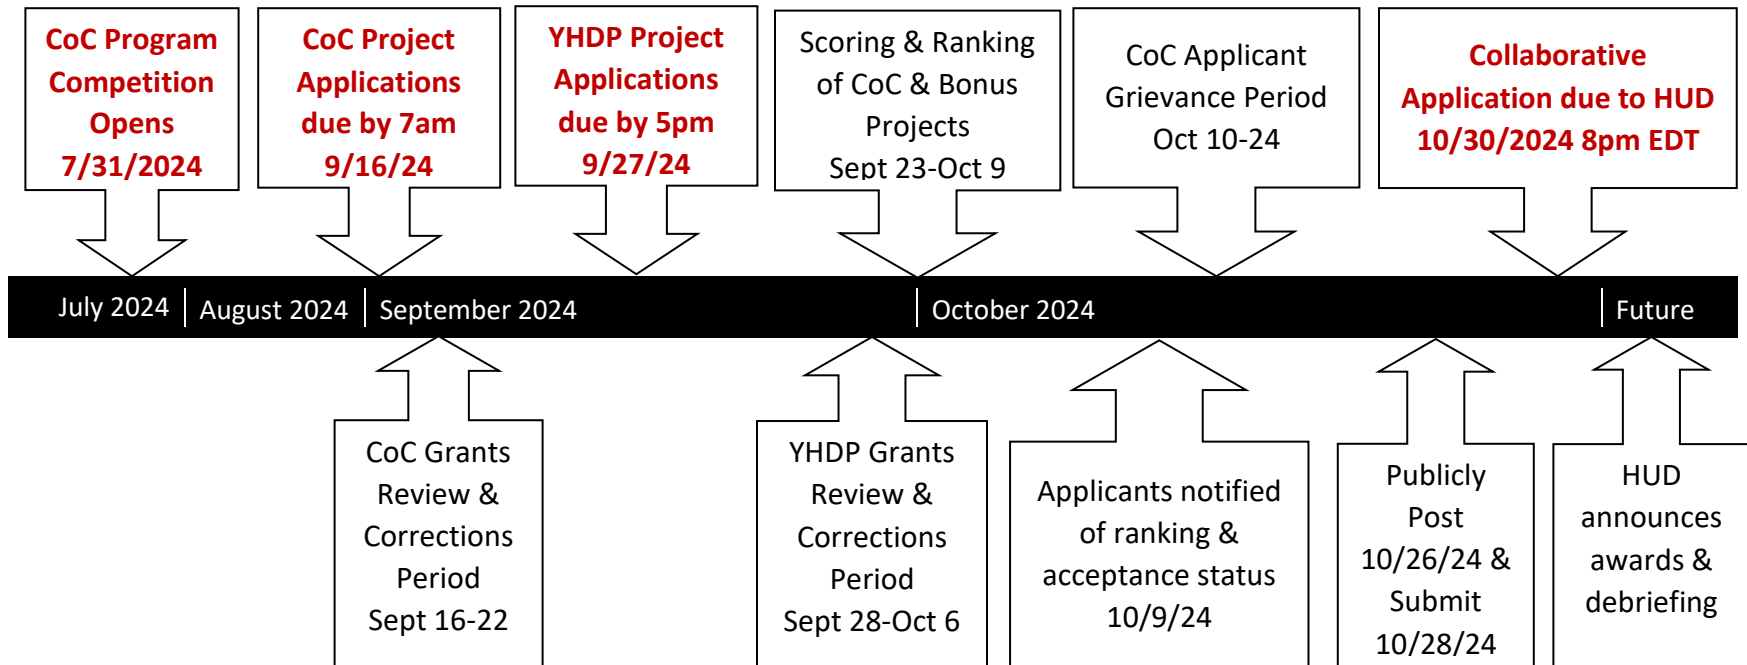 CoC Program
Competition
Opens
7/31/2024
CoC Project
Applications
due by 7am
9/16/24
YHDP Project
Applications
due by 5pm
9/27/24
Scoring & Ranking
of CoC & Bonus
Projects
Sept 23-Oct 9
CoC Applicant
Grievance Period
Oct 10-24
Collaborative
Application due to HUD
10/30/2024 8pm EDT
July 2024
August 2024
September 2024
October 2024
Future
CoC Grants
Review &
Corrections
Period
Sept 16-22
YHDP Grants
Review &
Corrections
Period
Sept 28-Oct 6
Applicants notified
of ranking &
acceptance status
10/9/24
Publicly
Post
10/26/24 &
Submit
10/28/24
HUD
announces
awards &
debriefing